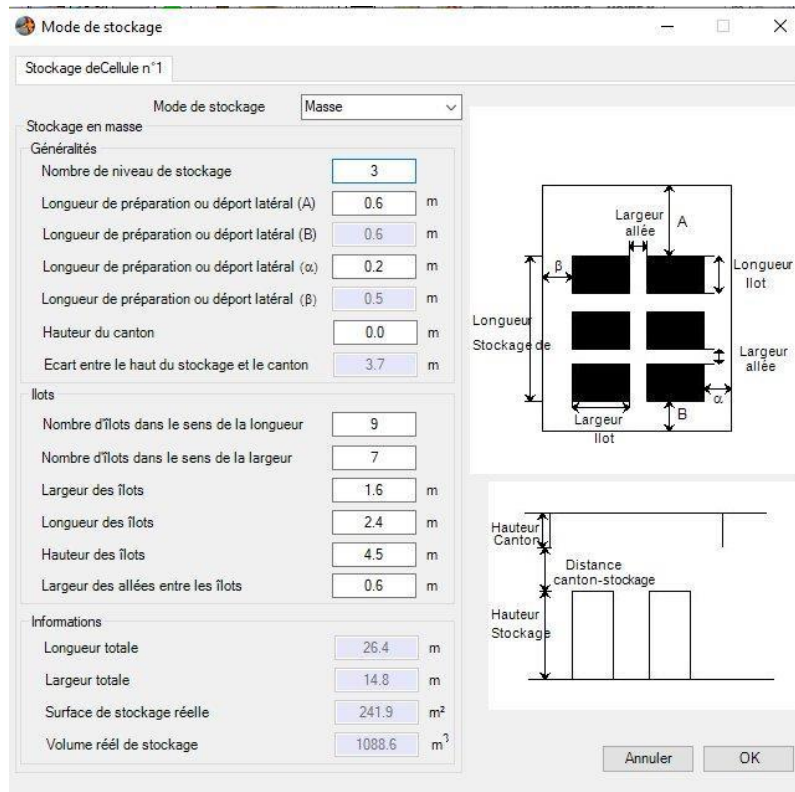 Mode de stockage
Stockage deCellule n°1
Mode de stockage Masse
Stockage en masse
Généralités
Nombre de niveau de stockage 3
Longueur de préparation ou déport latéral (A) 0.6 m
Longueur de préparation ou déport latéral (B) 0.6 m
Longueur de préparation ou déport latéral (α) 0.2 m
Longueur de préparation ou déport latéral (β) 0.5 m
Hauteur du canton 0.0 m
Ecart entre le haut du stockage et le canton 3.7 m
Ilots
Nombre d'îlots dans le sens de la longueur 9
Nombre d'îlots dans le sens de la largeur 7
Largeur des îlots 1.6 m
Longueur des îlots 2.4 m
Hauteur des îlots 4.5 m
Largeur des allées entre les îlots 0.6 m
Informations
Longueur totale 26.4 m
Largeur totale 14.8 m
Surface de stockage réelle 241.9 m²
Volume réél de stockage 1088.6 m³
Largeur
allée
A
β
Longueur
Ilot
Longueur
Stockage de
Largeur
allée
α
Largeur
Ilot
B
Hauteur
Canton
Distance
canton-stockage
Hauteur
Stockage
Annuler OK